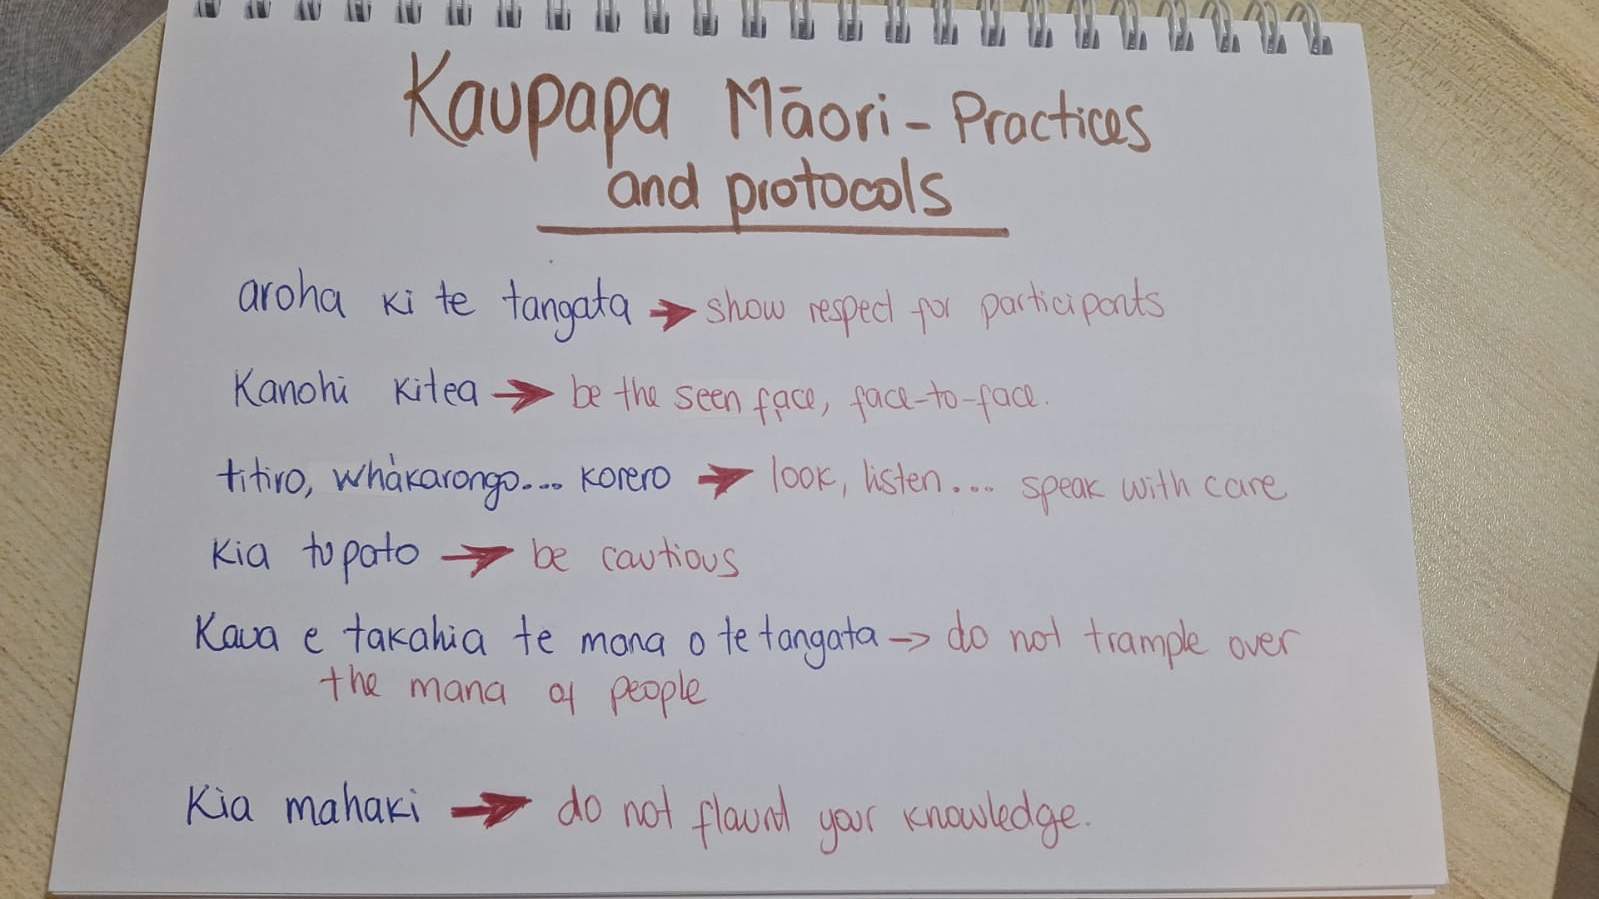 Kaupapa Māori - Practices
and protocols
aroha ki te tangata → show respect for participants
Kanohi kitea → be the seen face, face-to-face.
titiro, whakarongo... korero → look, listen... speak with care
Kia tupato → be cautious
Kaua e takahia te mana o te tangata → do not trample over
the mana of people
Kia mahaki → do not flaunt your knowledge.